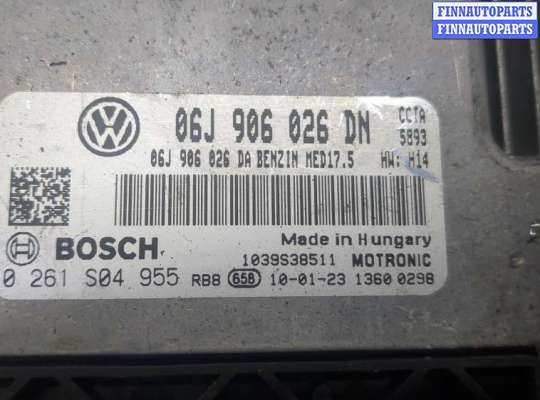 FINNAUTOPARTS
FINNAUTOPARTS
06J 906 026 DN
CCTA
5893
06J 906 026 DA BENZIN MED17.5
HW: H14
BOSCH
Made in Hungary
1039S38511 MOTRONIC
0 261 S04 955 RB8 658 10-01-23 1360 0298